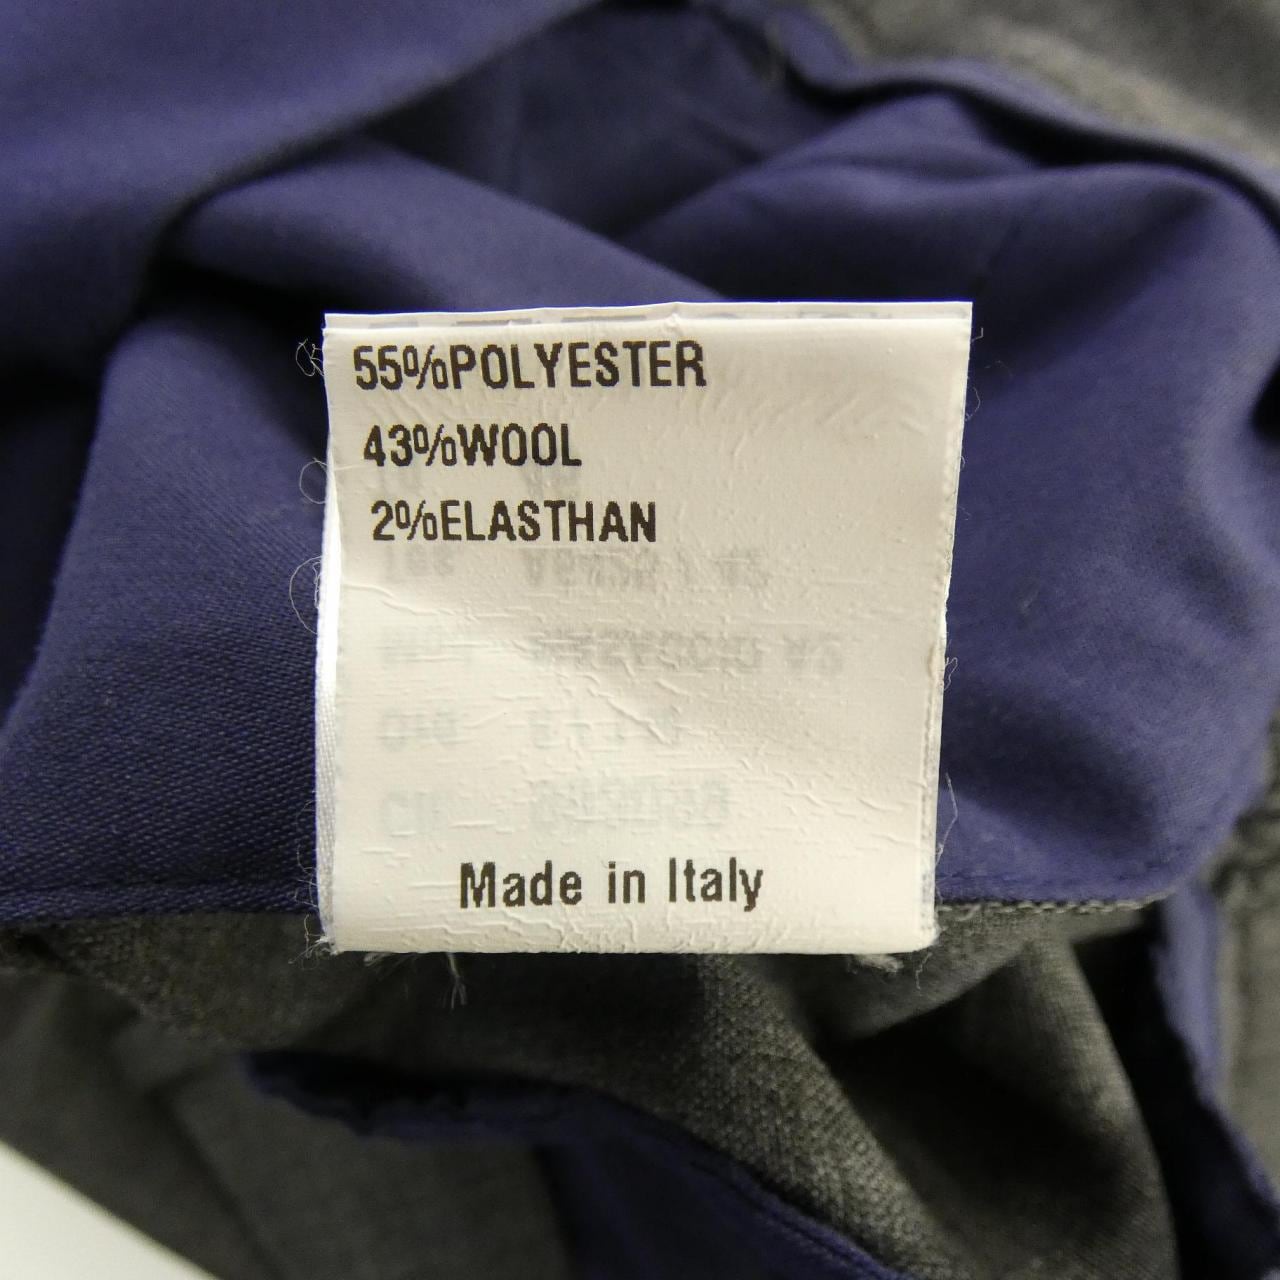 55%POLYESTER
43%WOOL
2%ELASTHAN
Made in Italy